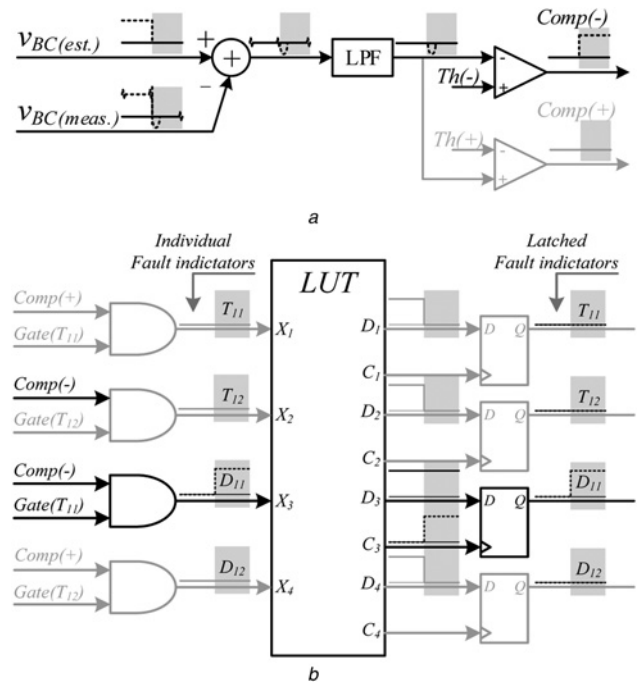 Comp(-)
v_BC(est.)
+
+
LPF
-
Th(-)
+
−
v_BC(meas.)
Comp(+)
Th(+)
-
+
a
Individual
Fault indictators
LUT
Latched
Fault indictators
Comp(+)
Gate(T11)
T11
X1
D1
C1
D
Q
T11
Comp(-)
Gate(T12)
T12
X2
D2
C2
D
Q
T12
Comp(-)
Gate(T11)
D11
X3
D3
C3
D
Q
D11
Comp(+)
Gate(T12)
D12
X4
D4
C4
D
Q
D12
b